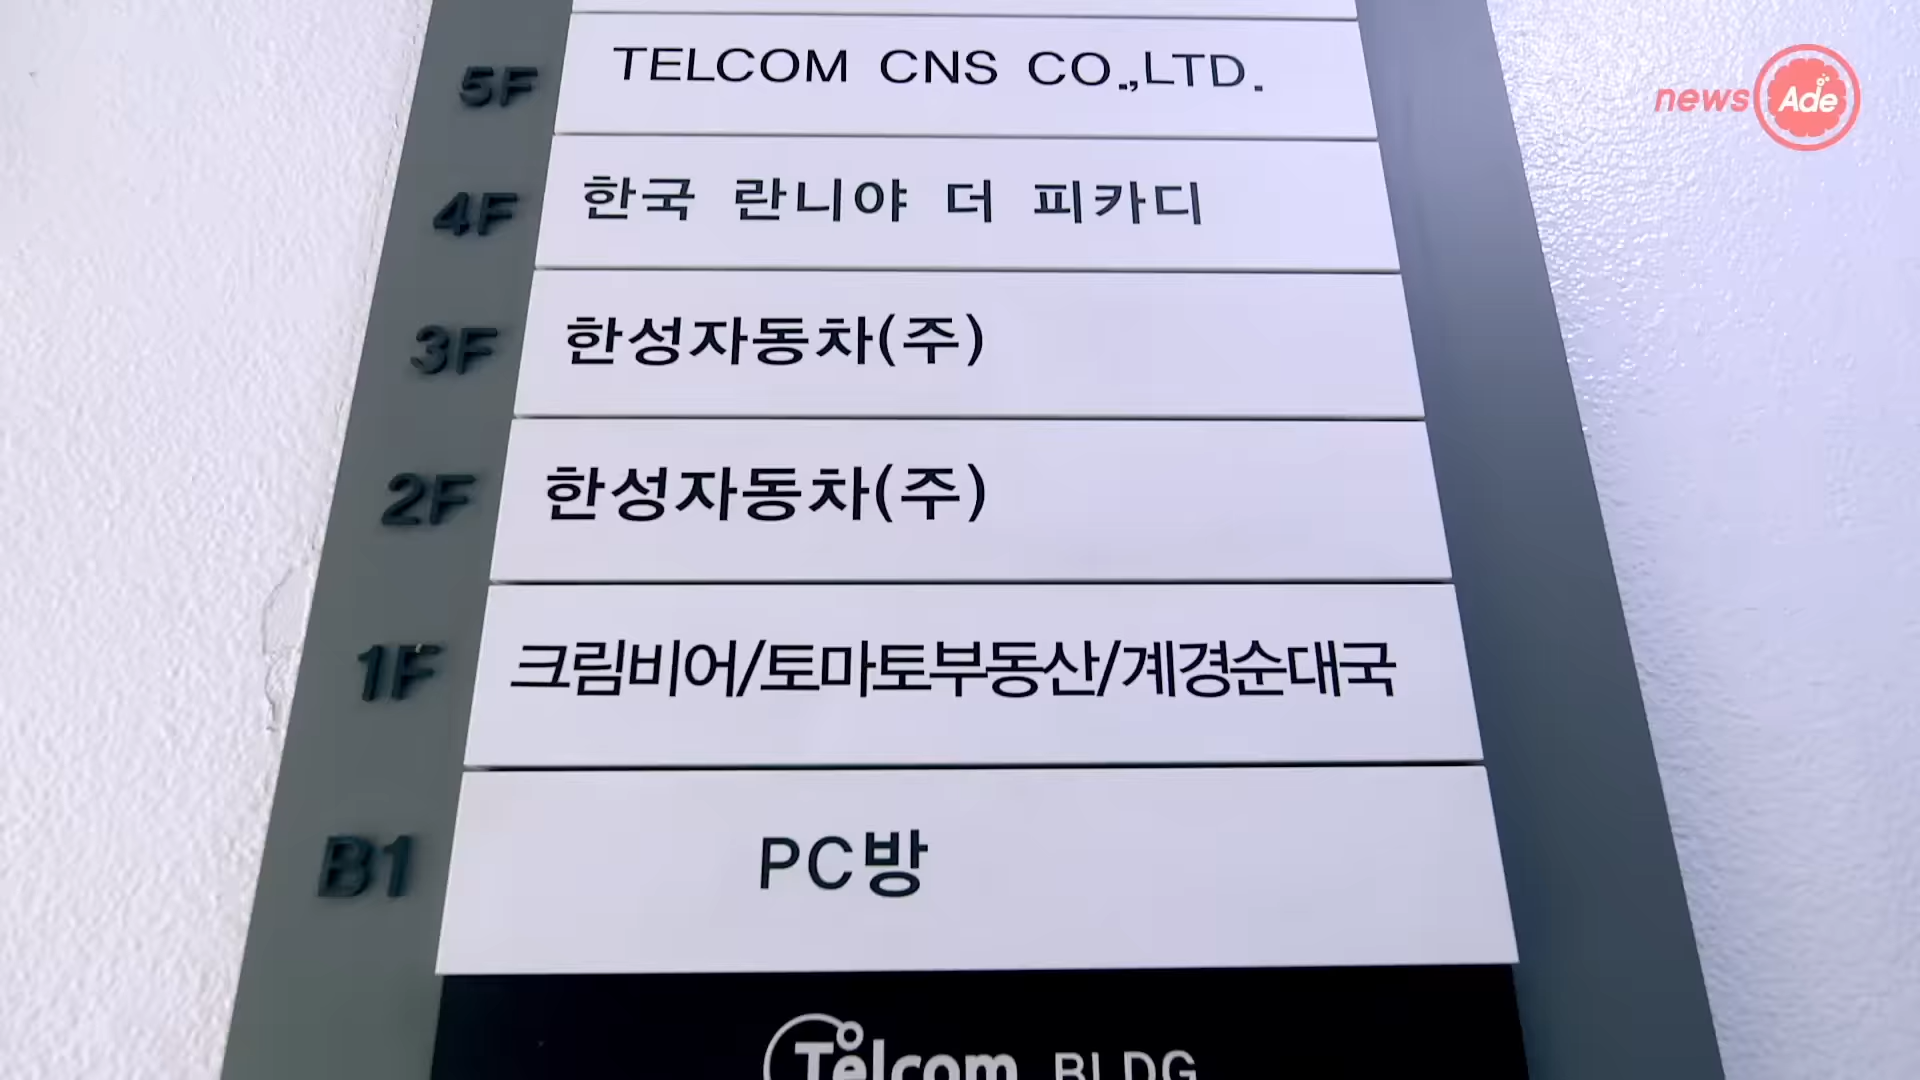 5F TELCOM CNS CO.,LTD.
news Ade
4F 한국 란니야 더 피카디
3F 한성자동차(주)
2F 한성자동차(주)
1F 크림비어/토마토부동산/계경순대국
B1 PC방
Telcom BLDG